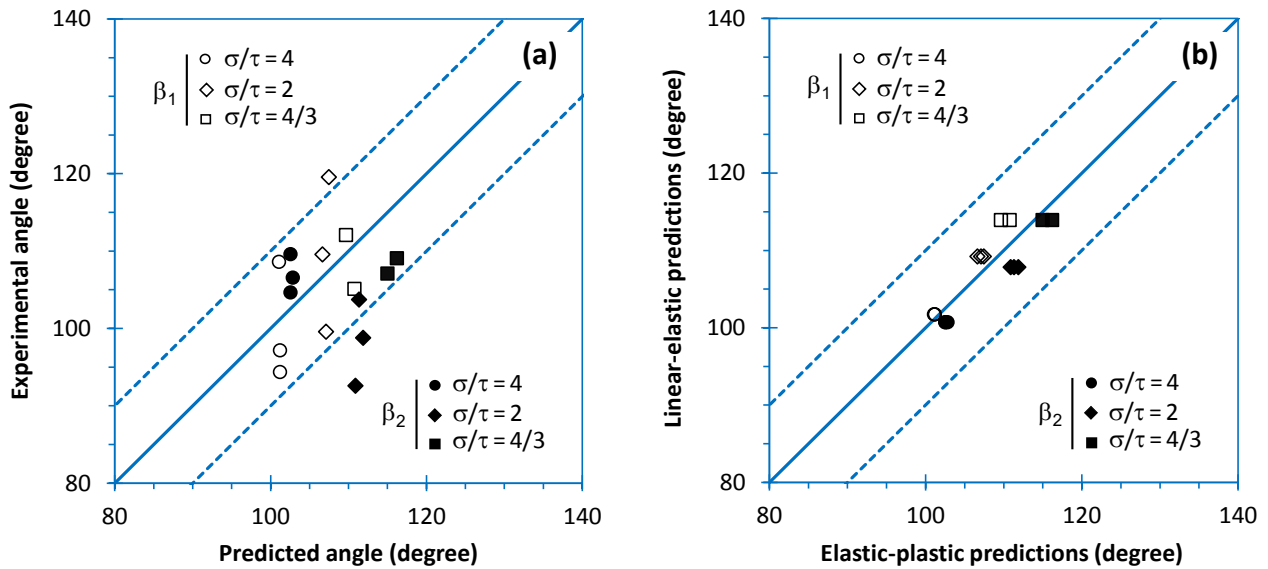 140
120
100
80
80
100
120
140
Experimental angle (degree)
Predicted angle (degree)
(a)
β1
σ/τ = 4
σ/τ = 2
σ/τ = 4/3
β2
σ/τ = 4
σ/τ = 2
σ/τ = 4/3
140
120
100
80
80
100
120
140
Linear-elastic predictions (degree)
Elastic-plastic predictions (degree)
(b)
β1
σ/τ = 4
σ/τ = 2
σ/τ = 4/3
β2
σ/τ = 4
σ/τ = 2
σ/τ = 4/3